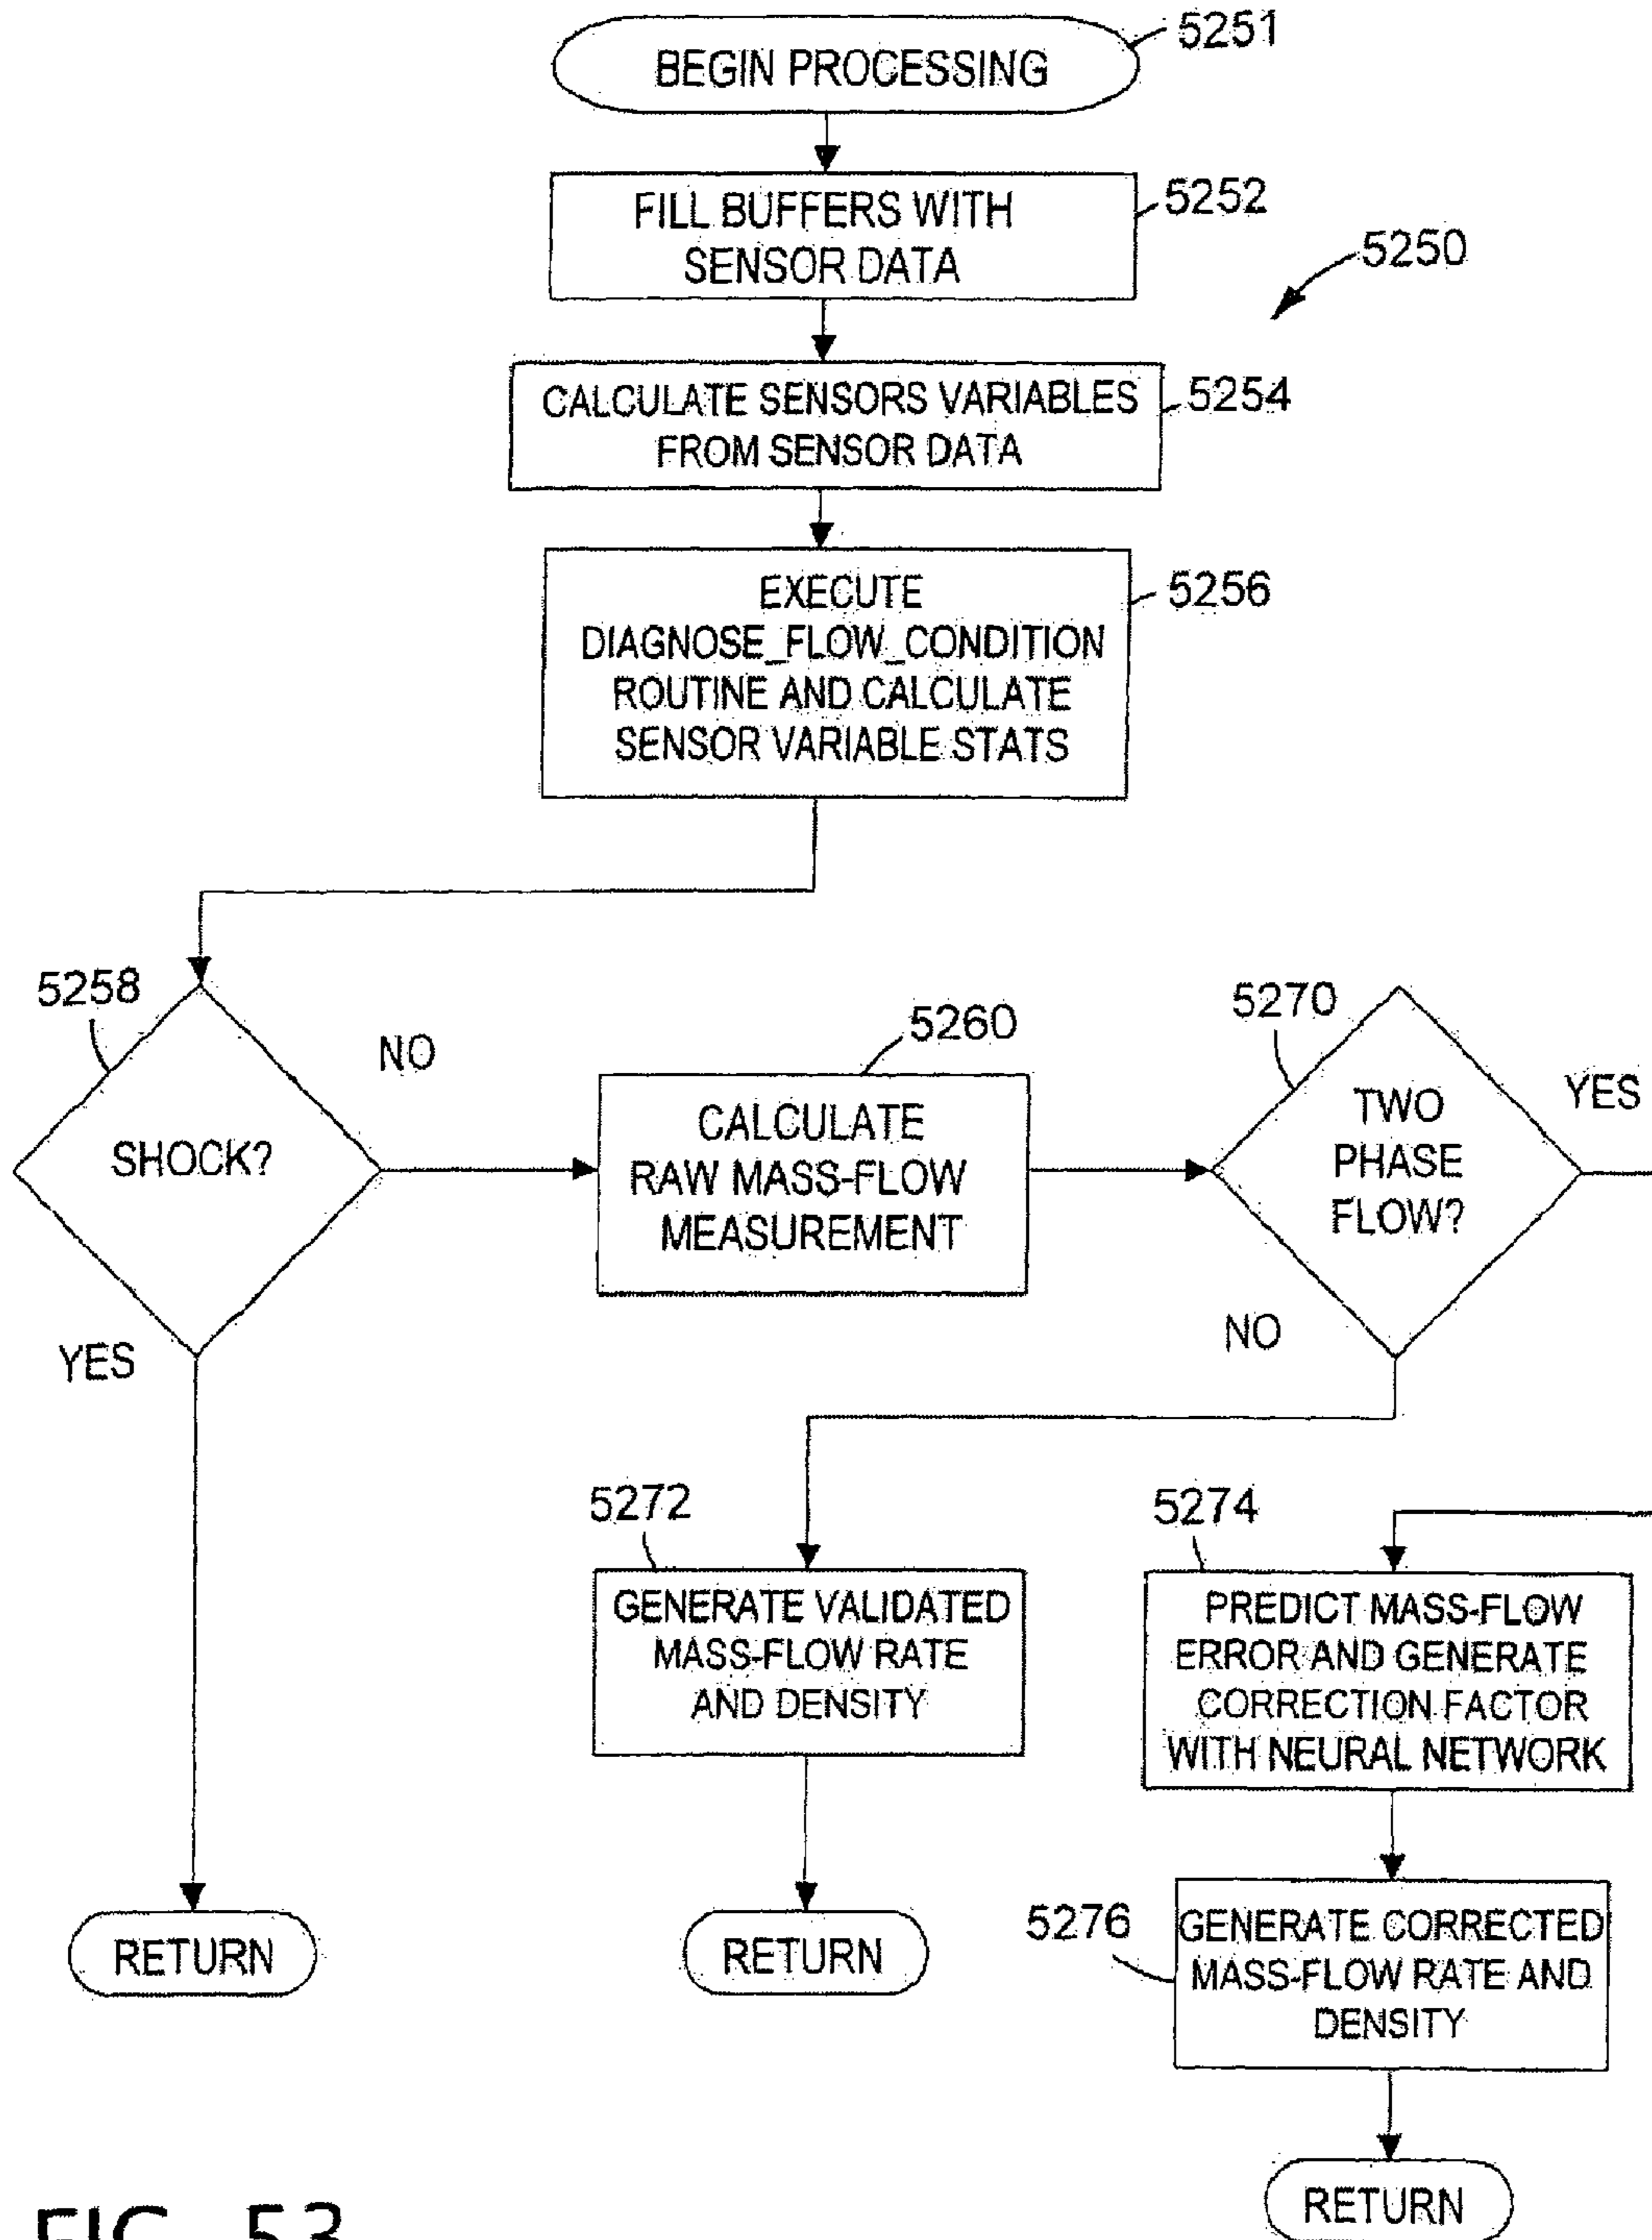 BEGIN PROCESSING
5251
FILL BUFFERS WITH
SENSOR DATA
5252
5250
CALCULATE SENSORS VARIABLES
FROM SENSOR DATA
5254
EXECUTE
DIAGNOSE_FLOW_CONDITION
ROUTINE AND CALCULATE
SENSOR VARIABLE STATS
5256
5258
SHOCK?
NO
YES
5260
CALCULATE
RAW MASS-FLOW
MEASUREMENT
5270
TWO
PHASE
FLOW?
YES
NO
5272
GENERATE VALIDATED
MASS-FLOW RATE
AND DENSITY
5274
PREDICT MASS-FLOW
ERROR AND GENERATE
CORRECTION FACTOR
WITH NEURAL NETWORK
RETURN
RETURN
5276
GENERATE CORRECTED
MASS-FLOW RATE AND
DENSITY
RETURN
FIG. 53